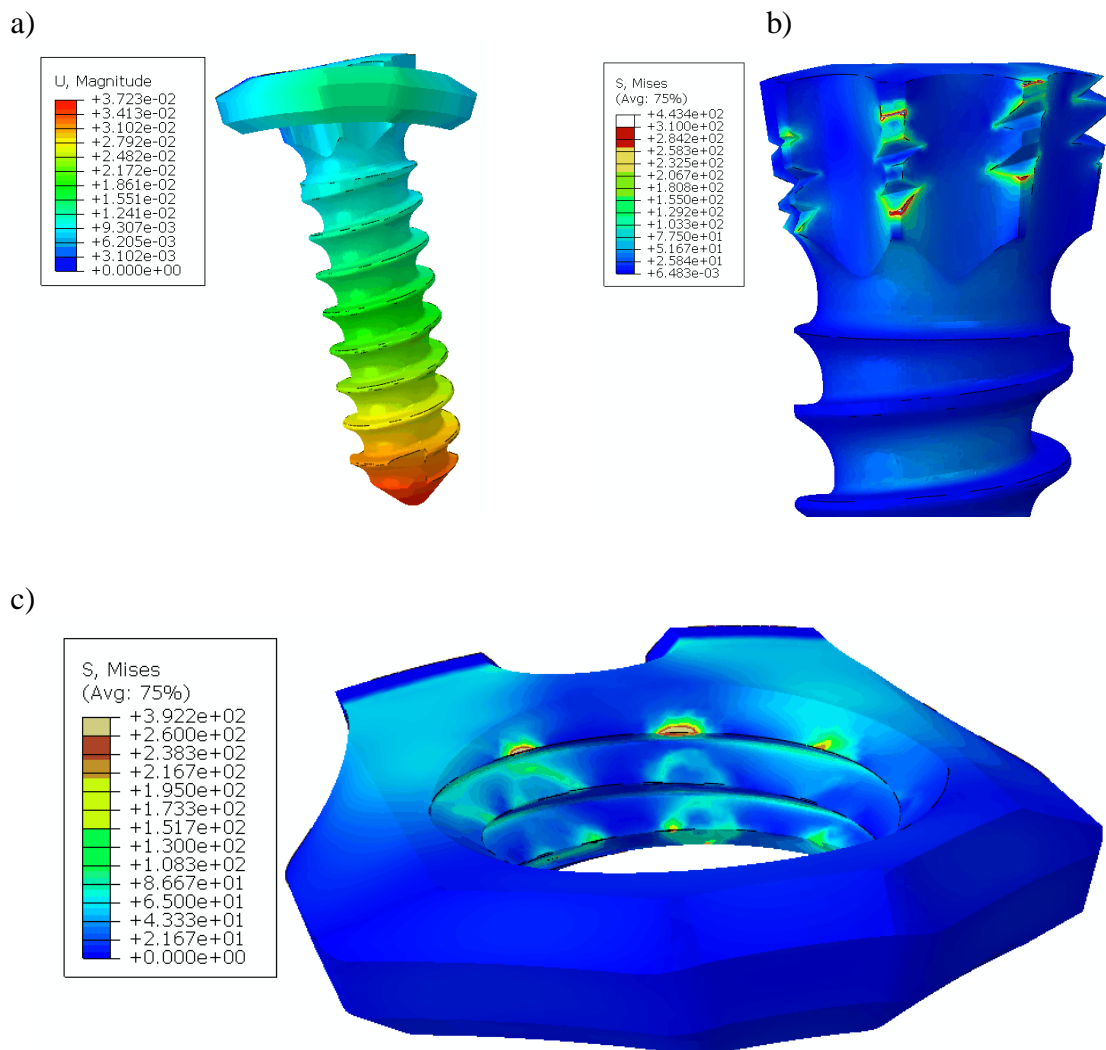 a)
b)
U, Magnitude
+3.723e-02
+3.413e-02
+3.102e-02
+2.792e-02
+2.482e-02
+2.172e-02
+1.861e-02
+1.551e-02
+1.241e-02
+9.307e-03
+6.205e-03
+3.102e-03
+0.000e+00
S, Mises
(Avg: 75%)
+4.434e+02
+3.100e+02
+2.842e+02
+2.583e+02
+2.325e+02
+2.067e+02
+1.808e+02
+1.550e+02
+1.292e+02
+1.033e+02
+7.750e+01
+5.167e+01
+2.584e+01
+6.483e-03
c)
S, Mises
(Avg: 75%)
+3.922e+02
+2.600e+02
+2.383e+02
+2.167e+02
+1.950e+02
+1.733e+02
+1.517e+02
+1.300e+02
+1.083e+02
+8.667e+01
+6.500e+01
+4.333e+01
+2.167e+01
+0.000e+00